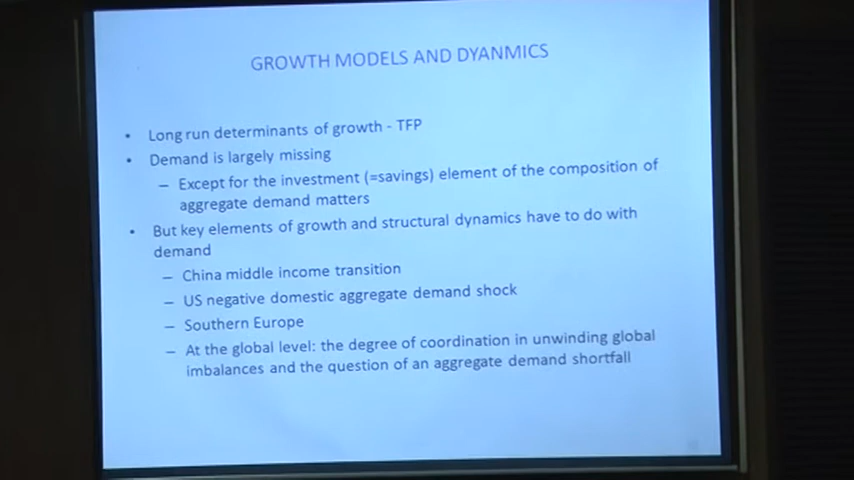 GROWTH MODELS AND DYANMICS
• Long run determinants of growth - TFP
• Demand is largely missing
– Except for the investment (=savings) element of the composition of
aggregate demand matters
• But key elements of growth and structural dynamics have to do with
demand
– China middle income transition
– US negative domestic aggregate demand shock
– Southern Europe
– At the global level: the degree of coordination in unwinding global
imbalances and the question of an aggregate demand shortfall